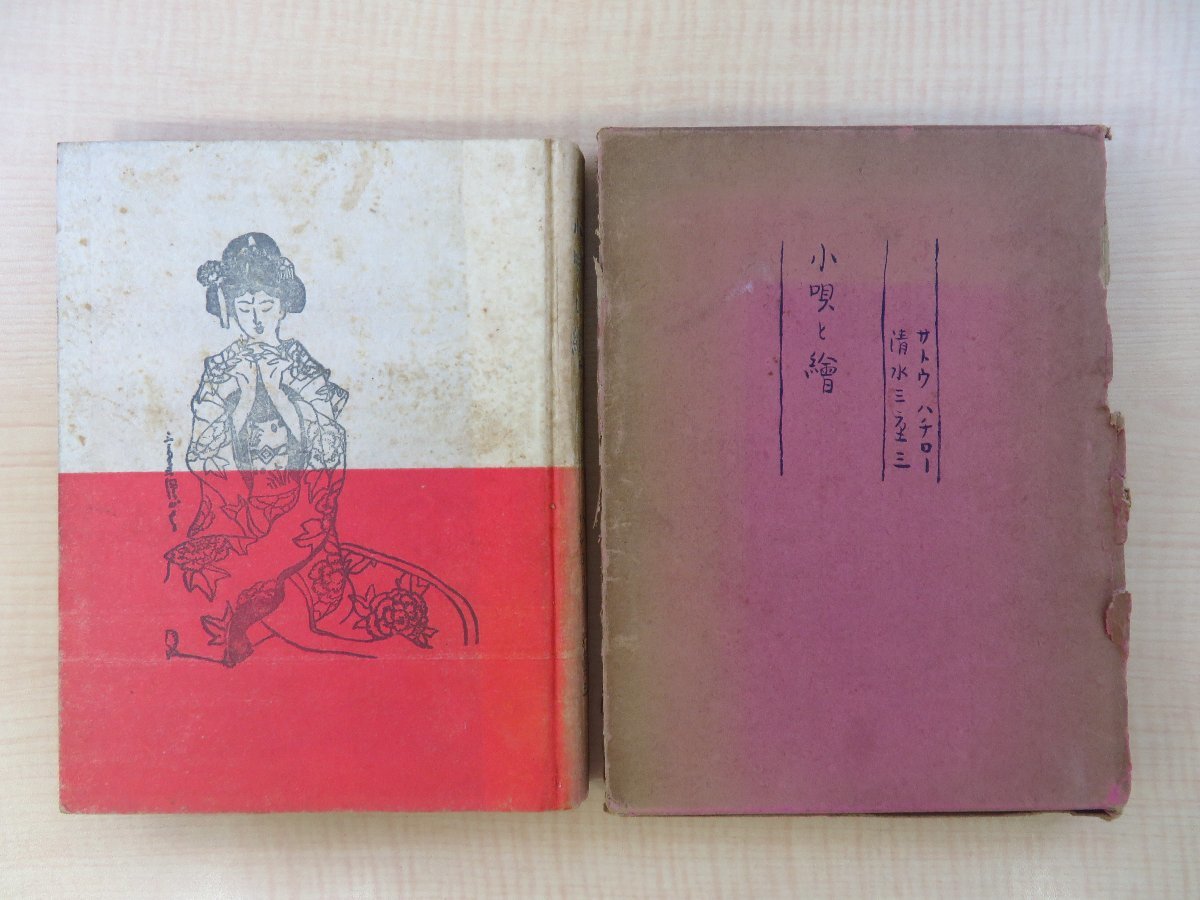 サトウ ハチロー
清水三重三
小唄と繪